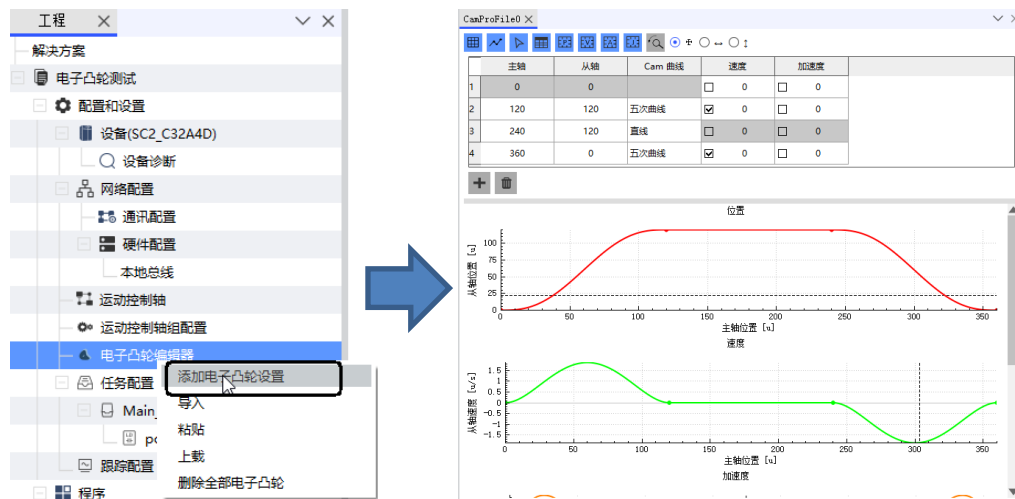 工程
解决方案
电子凸轮测试
配置和设置
设备(SC2_C32A4D)
设备诊断
网络配置
通讯配置
硬件配置
本地总线
运动控制轴
运动控制轴组配置
电子凸轮编辑器
任务配置
Main_
po
跟踪配置
程序
添加电子凸轮设置
导入
粘贴
上载
删除全部电子凸轮
CamProFile0
主轴 从轴 Cam 曲线 速度 加速度
1 0 0 0 0
2 120 120 五次曲线 0 0
3 240 120 直线 0 0
4 360 0 五次曲线 0 0
位置
从轴位置 [u]
100
75
50
25
0
0 50 100 150 200 250 300 350
主轴位置 [u]
速度
从轴速度 [u/s]
1.5
1
0.5
0
-0.5
-1
-1.5
0 50 100 150 200 250 300 350
主轴位置 [u]
加速度